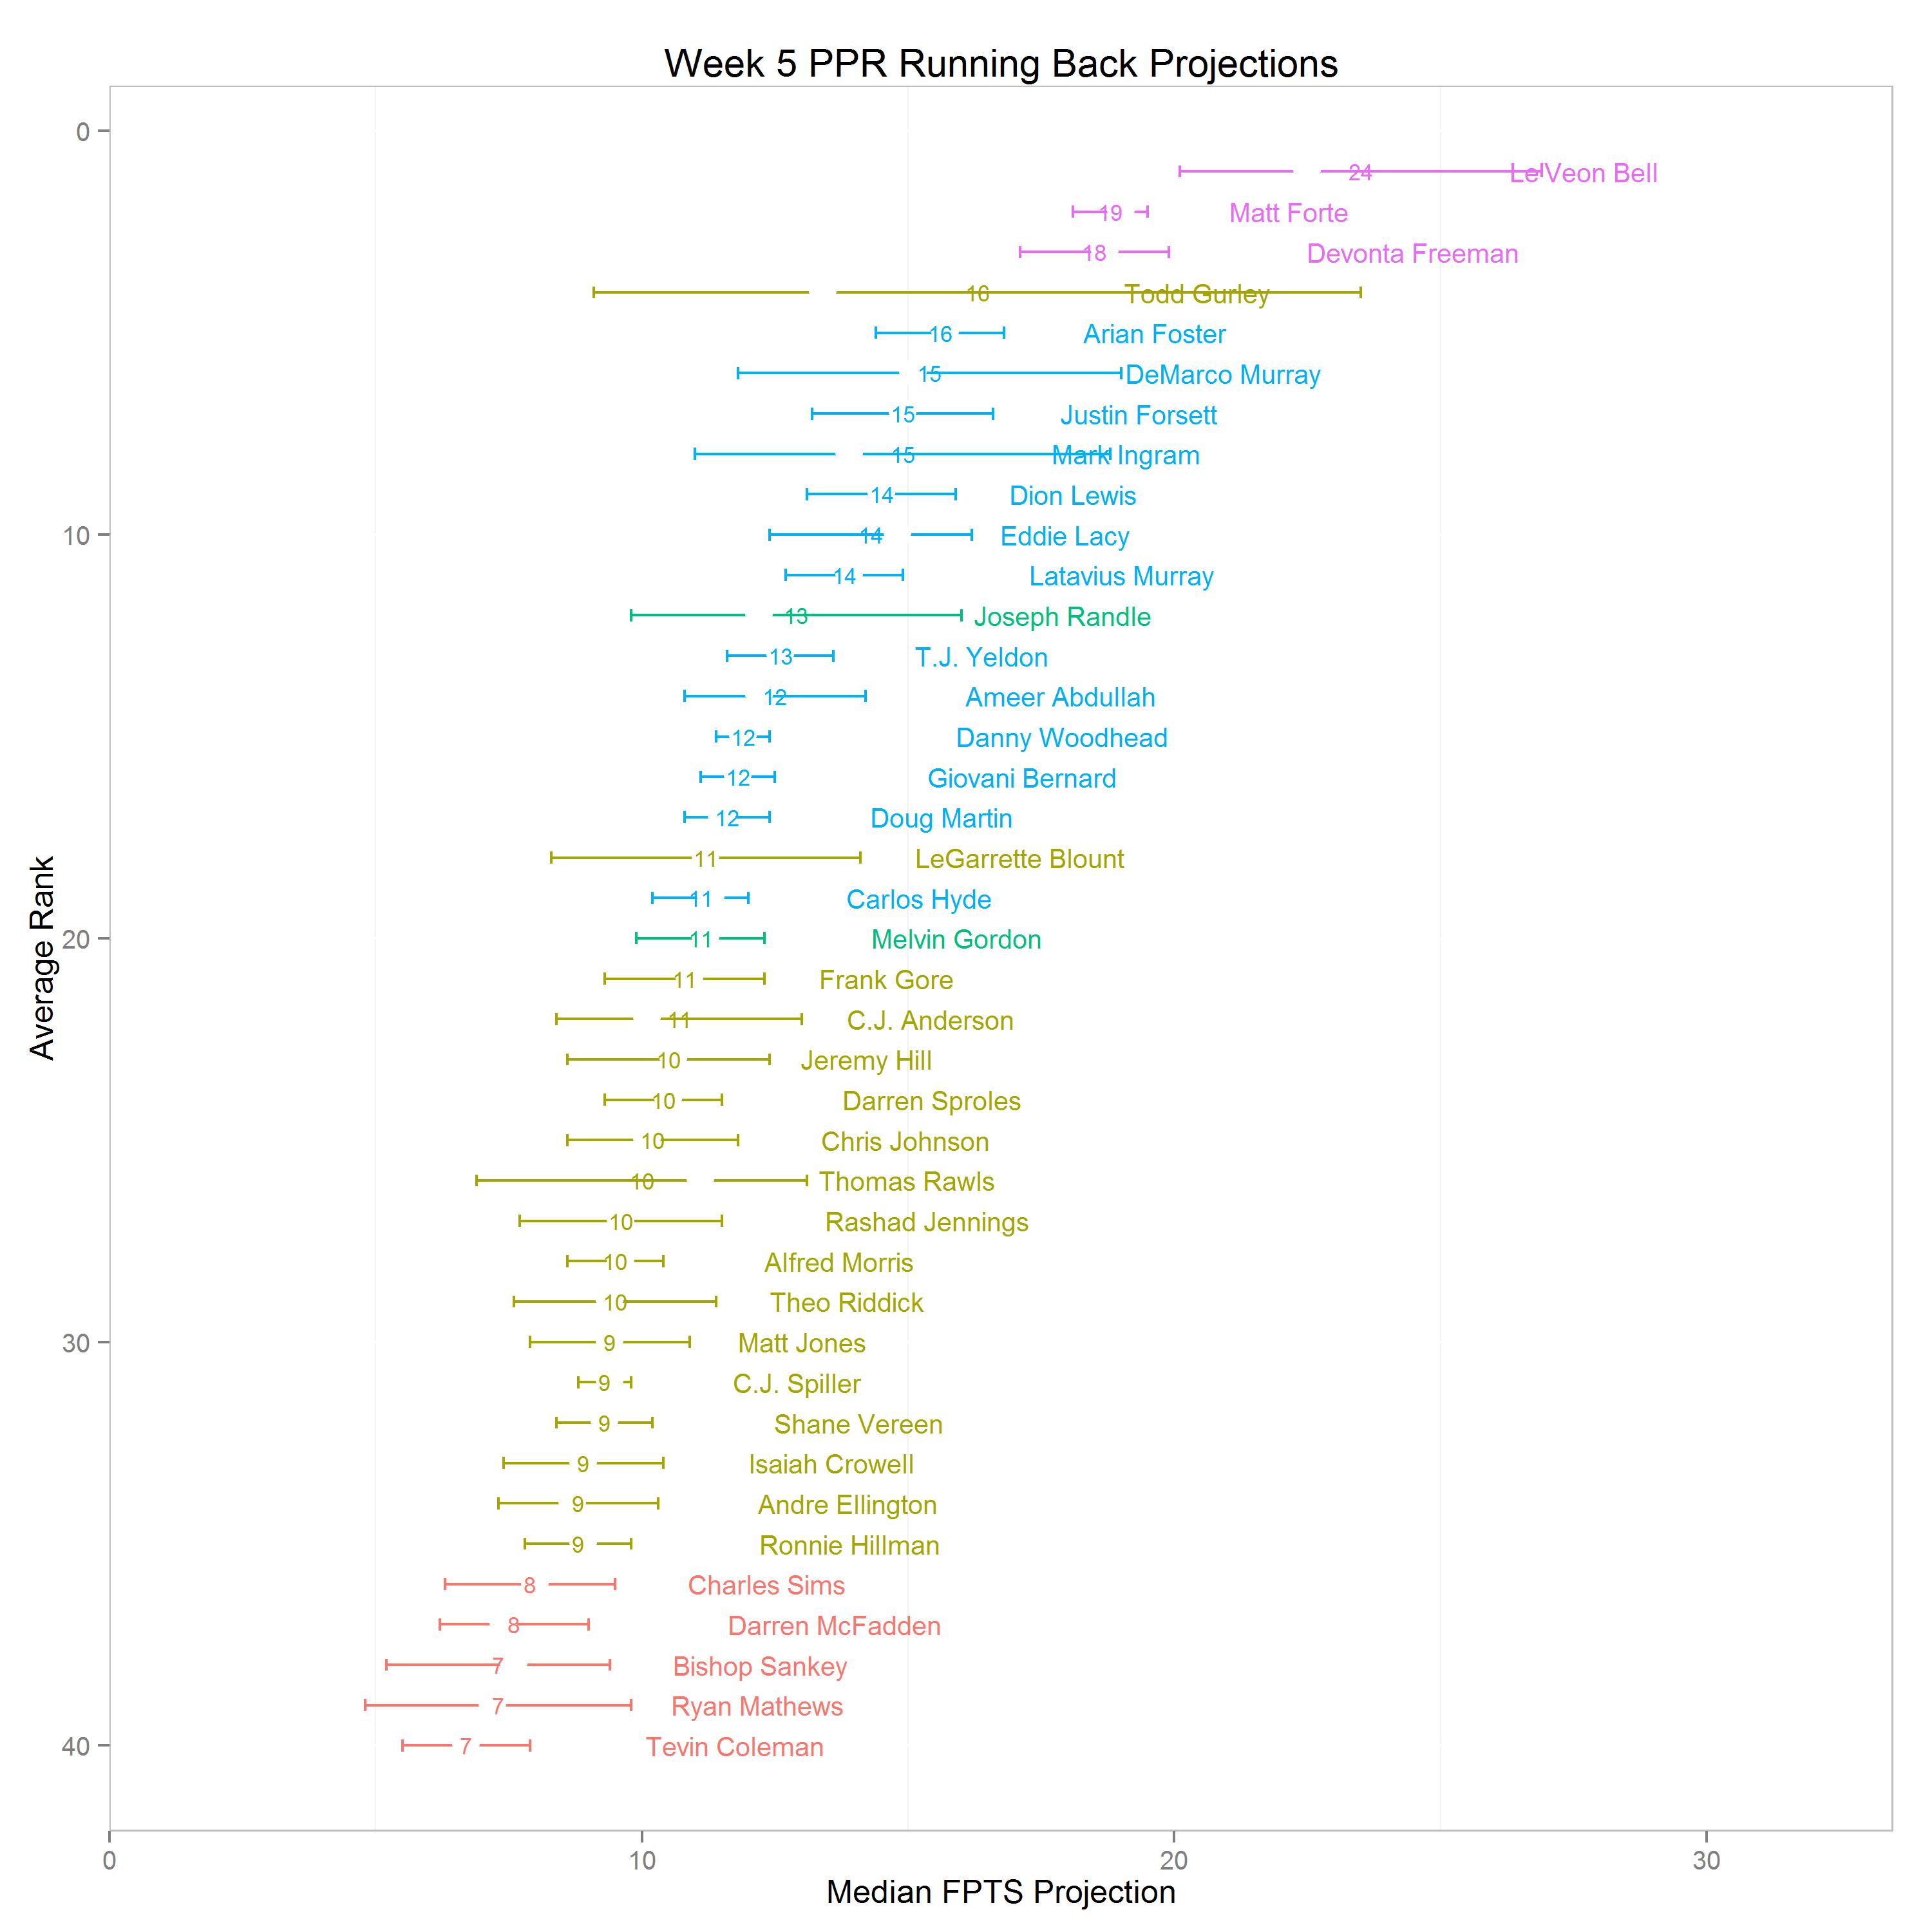 Week 5 PPR Running Back Projections
0
24 Le'Veon Bell
19 Matt Forte
18 Devonta Freeman
16 Todd Gurley
16 Arian Foster
15 DeMarco Murray
15 Justin Forsett
15 Mark Ingram
14 Dion Lewis
10 14 Eddie Lacy
14 Latavius Murray
13 Joseph Randle
13 T.J. Yeldon
12 Ameer Abdullah
12 Danny Woodhead
12 Giovani Bernard
12 Doug Martin
11 LeGarrette Blount
11 Carlos Hyde
20 11 Melvin Gordon
11 Frank Gore
11 C.J. Anderson
10 Jeremy Hill
10 Darren Sproles
10 Chris Johnson
10 Thomas Rawls
10 Rashad Jennings
10 Alfred Morris
10 Theo Riddick
30 9 Matt Jones
9 C.J. Spiller
9 Shane Vereen
9 Isaiah Crowell
9 Andre Ellington
9 Ronnie Hillman
8 Charles Sims
8 Darren McFadden
7 Bishop Sankey
7 Ryan Mathews
40 7 Tevin Coleman
Average Rank
0 10 20 30
Median FPTS Projection